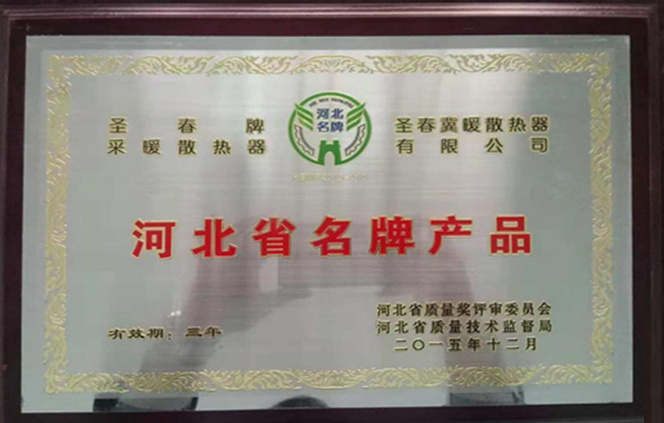 圣春牌
采暖散热器
河北
名牌
圣春冀暖散热器
有限公司
河北省名牌产品
有效期：三年
河北省质量奖评审委员会
河北省质量技术监督局
二〇一五年十二月